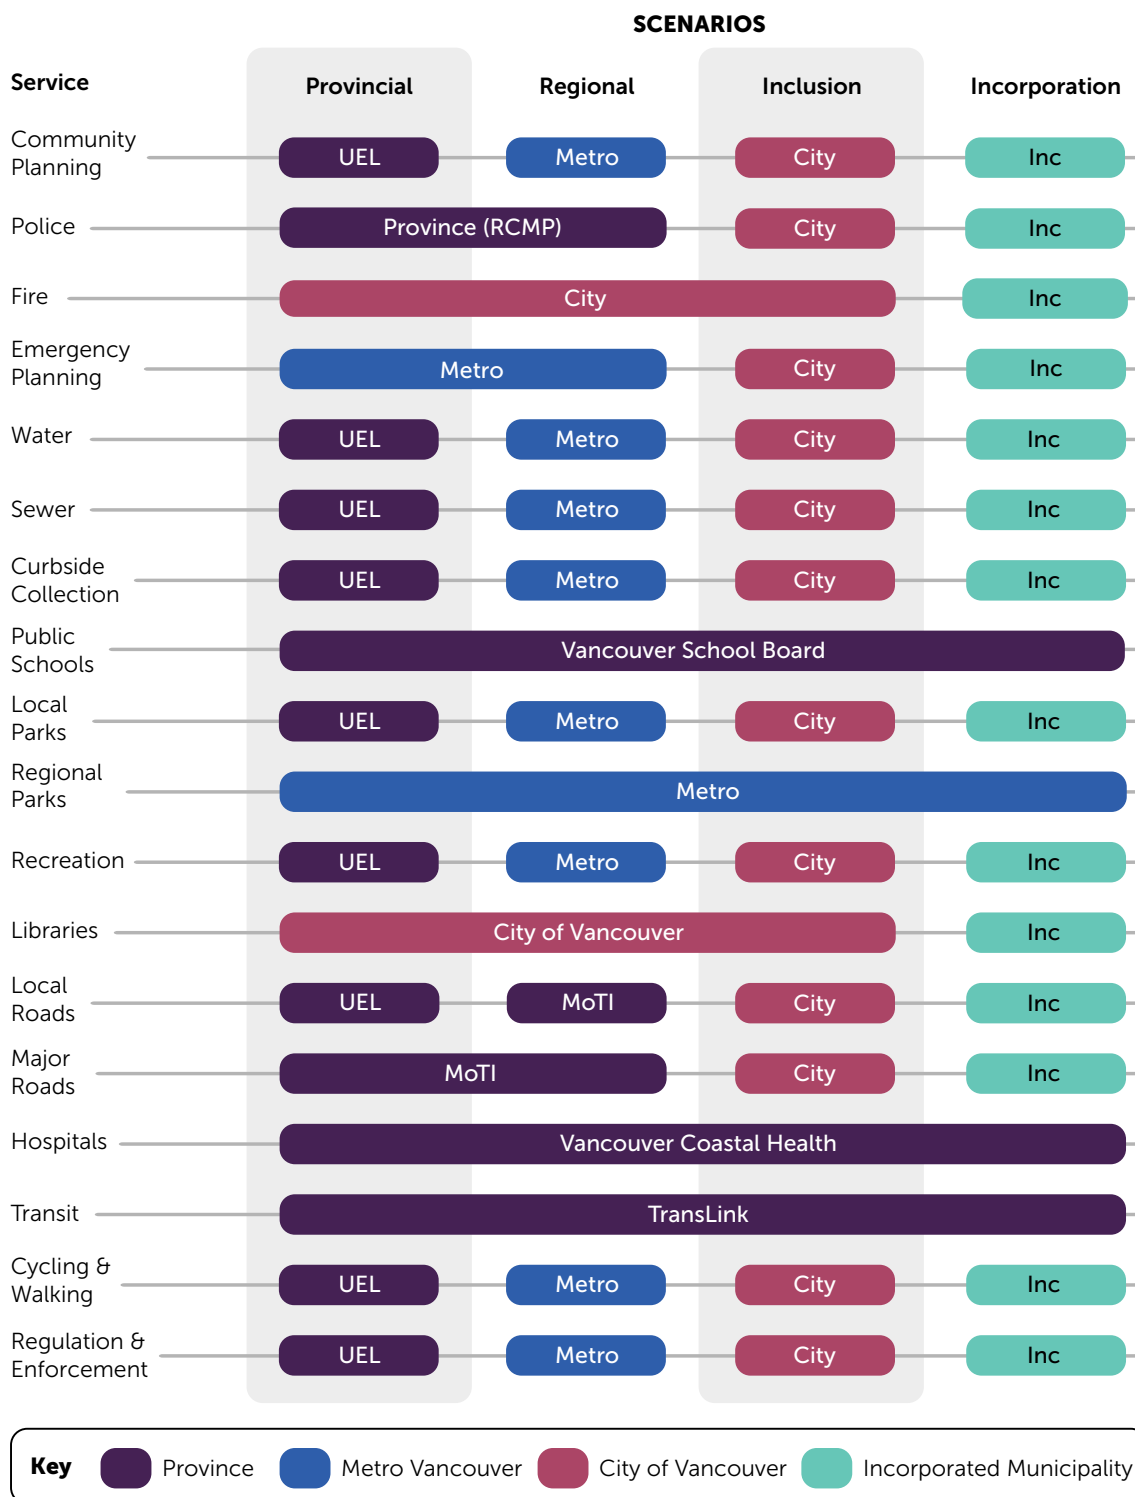 SCENARIOS
Service Provincial Regional Inclusion Incorporation
Community
Planning
UEL Metro City Inc
Police Province (RCMP) City Inc
Fire City Inc
Emergency
Planning
Metro City Inc
Water UEL Metro City Inc
Sewer UEL Metro City Inc
Curbside
Collection
UEL Metro City Inc
Public
Schools
Vancouver School Board
Local
Parks
UEL Metro City Inc
Regional
Parks
Metro
Recreation UEL Metro City Inc
Libraries City of Vancouver Inc
Local
Roads
UEL MoTI City Inc
Major
Roads
MoTI City Inc
Hospitals Vancouver Coastal Health
Transit TransLink
Cycling &
Walking
UEL Metro City Inc
Regulation &
Enforcement
UEL Metro City Inc
Key Province Metro Vancouver City of Vancouver Incorporated Municipality